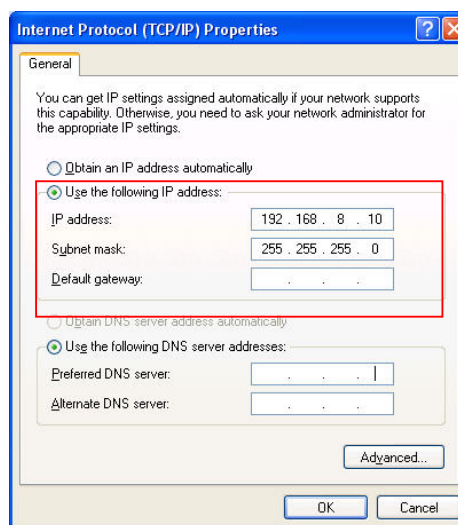 Internet Protocol (TCP/IP) Properties
General
You can get IP settings assigned automatically if your network supports
this capability. Otherwise, you need to ask your network administrator for
the appropriate IP settings.
Obtain an IP address automatically
Use the following IP address:
IP address: 192 . 168 . 8 . 10
Subnet mask: 255 . 255 . 255 . 0
Default gateway: . . .
Obtain DNS server address automatically
Use the following DNS server addresses:
Preferred DNS server: . . .
Alternate DNS server: . . .
Advanced...
OK Cancel